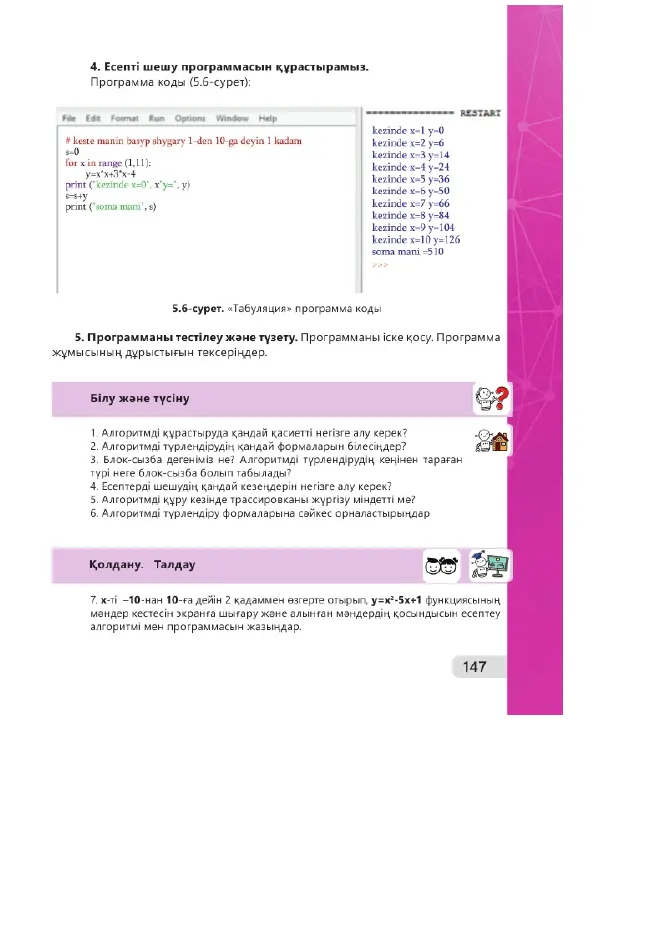 4. Есепті шешу программасын құрастырамыз.
Программа коды (5.6-сурет):
File Edit Format Run Options Window Help
# keste manin basyp shygary 1-den 10-ga deyin 1 kadam
s=0
for x in range (1,11):
y=x*x+3*x-4
print ("kezinde x=0", x"y=", y)
s=s+y
print ("soma mani", s)
================ RESTART
kezinde x=1 y=0
kezinde x=2 y=6
kezinde x=3 y=14
kezinde x=4 y=24
kezinde x=5 y=36
kezinde x=6 y=50
kezinde x=7 y=66
kezinde x=8 y=84
kezinde x=9 y=104
kezinde x=10 y=126
soma mani =510
>>>
5.6-сурет. «Табуляция» программа коды
5. Программаны тестілеу және түзету. Программаны іске қосу. Программа
жұмысының дұрыстығын тексеріңдер.
Білу және түсіну
1. Алгоритмді құрастыруда қандай қасиетті негізге алу керек?
2. Алгоритмді түрлендірудің қандай формаларын білесіңдер?
3. Блок-сызба дегеніміз не? Алгоритмді түрлендірудің кеңінен тараған
түрі неге блок-сызба болып табылады?
4. Есептерді шешудің қандай кезеңдерін негізге алу керек?
5. Алгоритмді құру кезінде трассировканы жүргізу міндетті ме?
6. Алгоритмді түрлендіру формаларына сәйкес орналастырыңдар
Қолдану. Талдау
7. x-ті –10-нан 10-ға дейін 2 қадаммен өзгерте отырып, y=x²-5x+1 функциясының
мәндер кестесін экранға шығару және алынған мәндердің қосындысын есептеу
алгоритмі мен программасын жазыңдар.
147